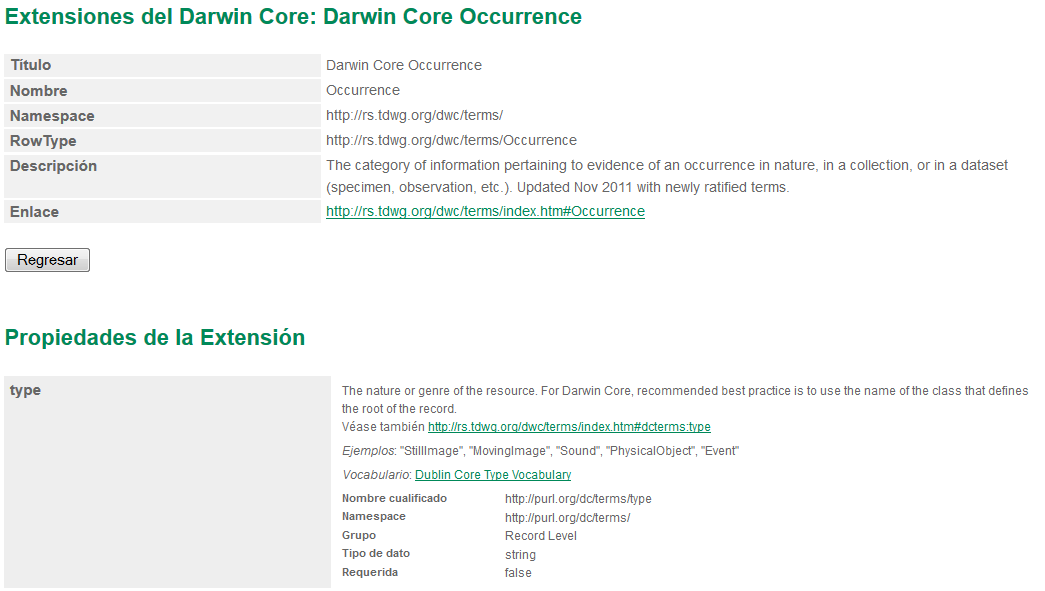 Extensiones del Darwin Core: Darwin Core Occurrence
Título Darwin Core Occurrence
Nombre Occurrence
Namespace http://rs.tdwg.org/dwc/terms/
RowType http://rs.tdwg.org/dwc/terms/Occurrence
Descripción The category of information pertaining to evidence of an occurrence in nature, in a collection, or in a dataset
(specimen, observation, etc.). Updated Nov 2011 with newly ratified terms.
Enlace http://rs.tdwg.org/dwc/terms/index.htm#Occurrence
Regresar
Propiedades de la Extensión
type The nature or genre of the resource. For Darwin Core, recommended best practice is to use the name of the class that defines
the root of the record.
Véase también http://rs.tdwg.org/dwc/terms/index.htm#dcterms:type
Ejemplos: "StillImage", "MovingImage", "Sound", "PhysicalObject", "Event"
Vocabulario: Dublin Core Type Vocabulary
Nombre cualificado http://purl.org/dc/terms/type
Namespace http://purl.org/dc/terms/
Grupo Record Level
Tipo de dato string
Requerida false